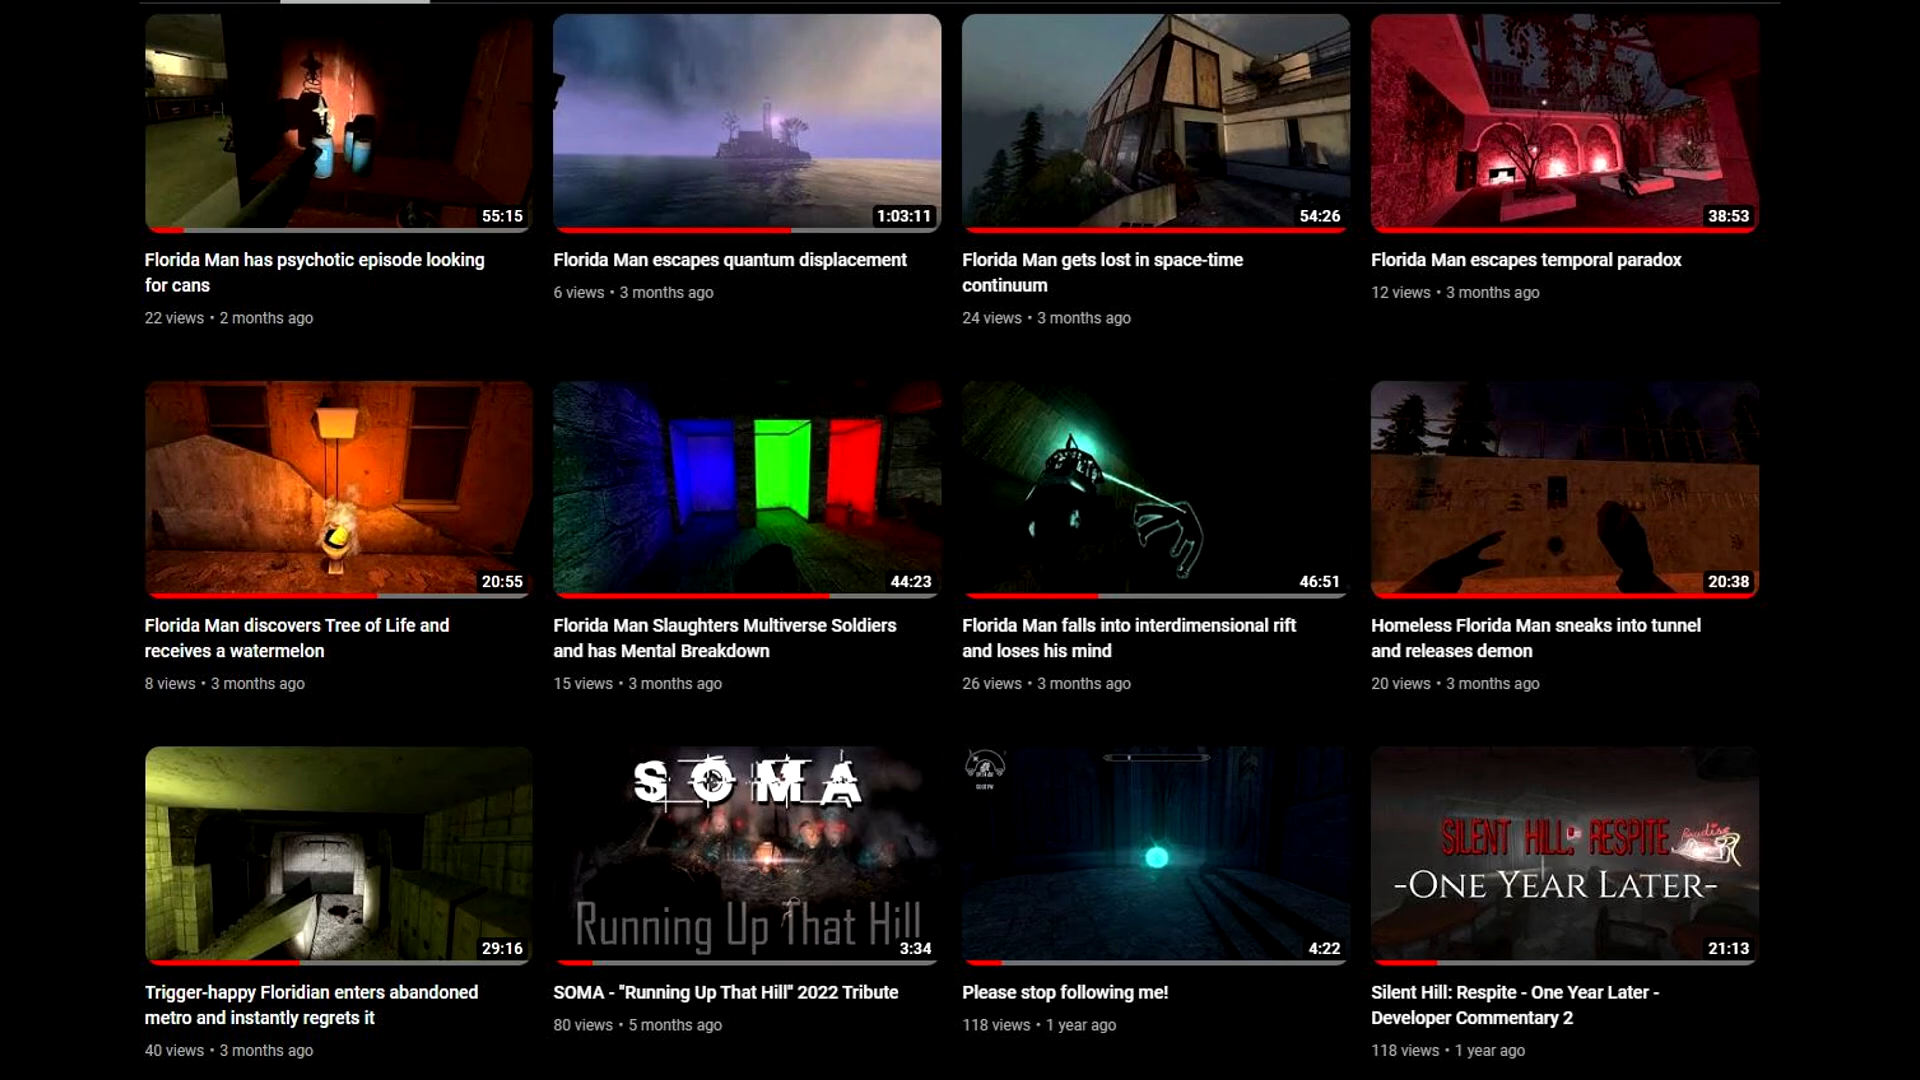 55:15
1:03:11
54:26
38:53
Florida Man has psychotic episode looking
for cans
22 views • 2 months ago
Florida Man escapes quantum displacement
6 views • 3 months ago
Florida Man gets lost in space-time
continuum
24 views • 3 months ago
Florida Man escapes temporal paradox
12 views • 3 months ago
20:55
44:23
46:51
20:38
Florida Man discovers Tree of Life and
receives a watermelon
8 views • 3 months ago
Florida Man Slaughters Multiverse Soldiers
and has Mental Breakdown
15 views • 3 months ago
Florida Man falls into interdimensional rift
and loses his mind
26 views • 3 months ago
Homeless Florida Man sneaks into tunnel
and releases demon
20 views • 3 months ago
29:16
SOMA
Running Up That Hill
3:34
4:22
SILENT HILL: RESPITE
Paradise
-ONE YEAR LATER-
21:13
Trigger-happy Floridian enters abandoned
metro and instantly regrets it
40 views • 3 months ago
SOMA - "Running Up That Hill" 2022 Tribute
80 views • 5 months ago
Please stop following me!
118 views • 1 year ago
Silent Hill: Respite - One Year Later -
Developer Commentary 2
118 views • 1 year ago